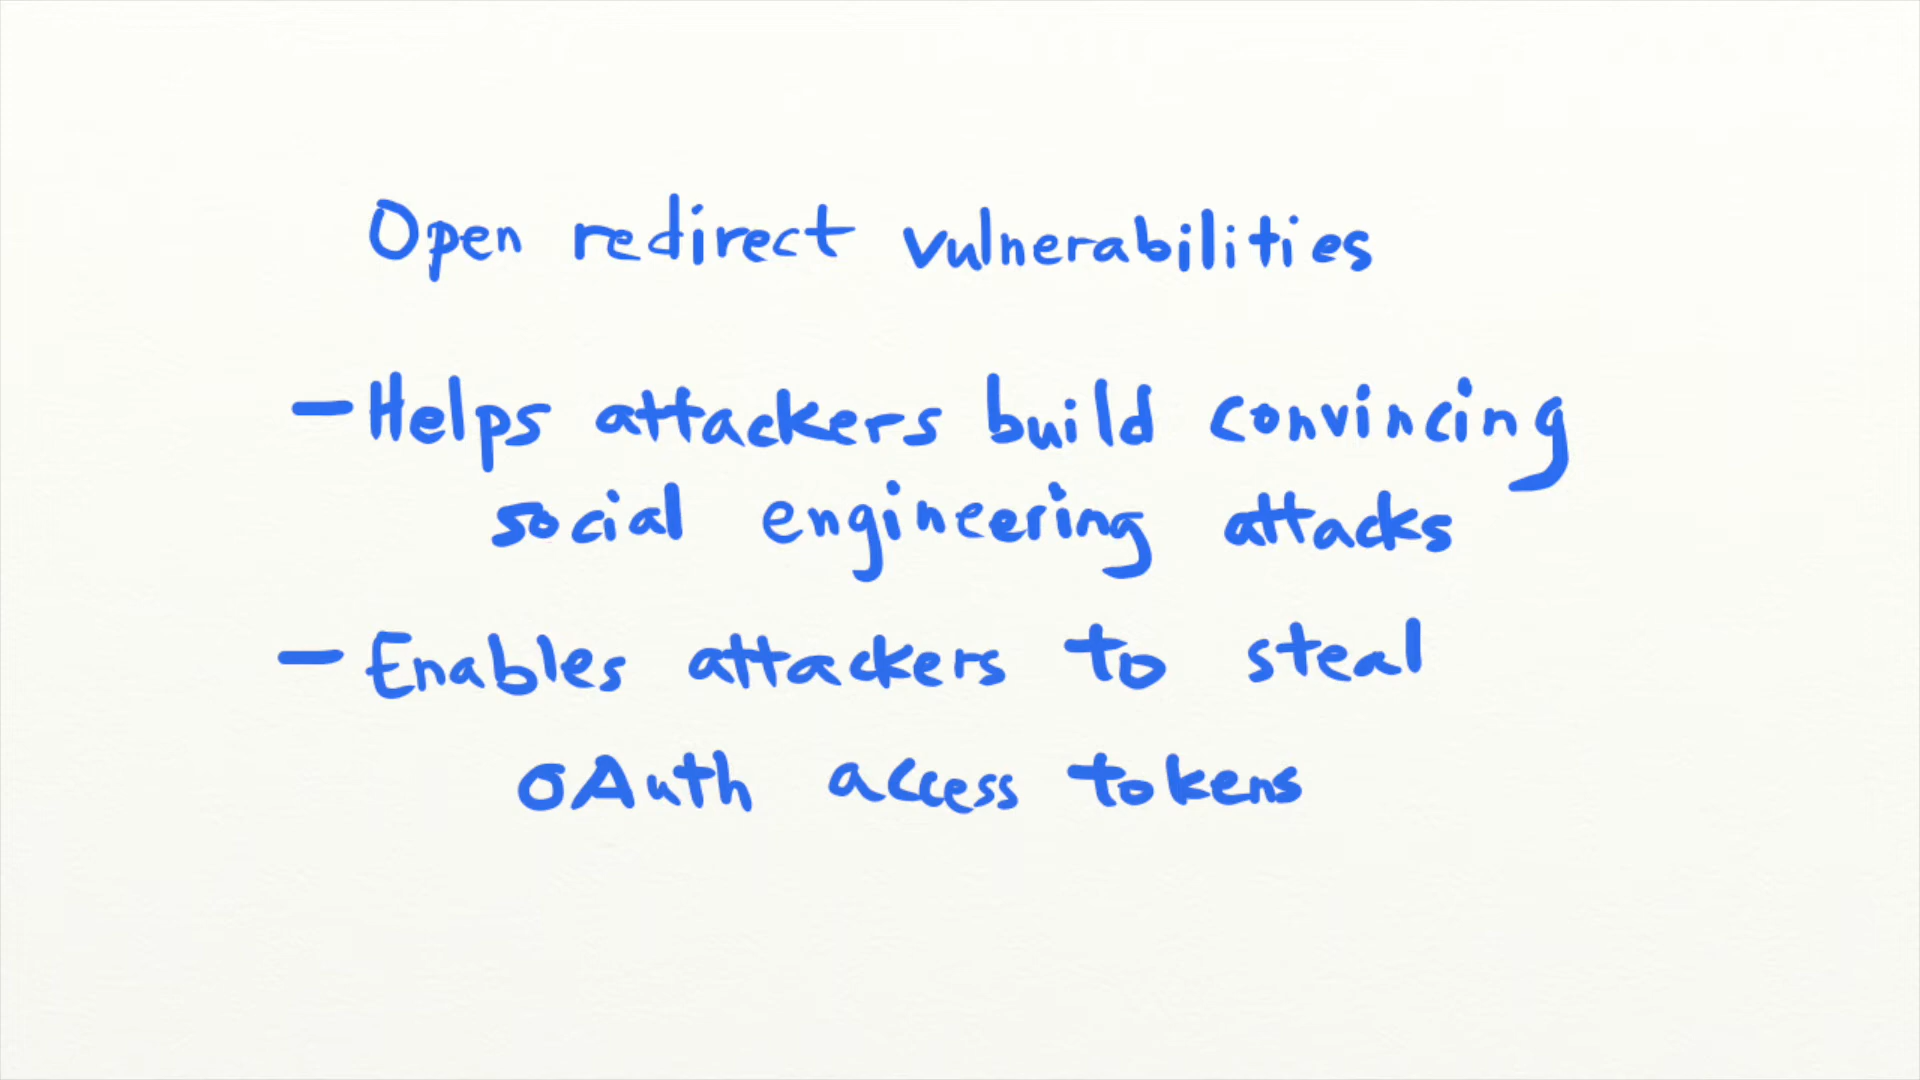 Open redirect vulnerabilities
- Helps attackers build convincing
social engineering attacks
- Enables attackers to steal
OAuth access tokens